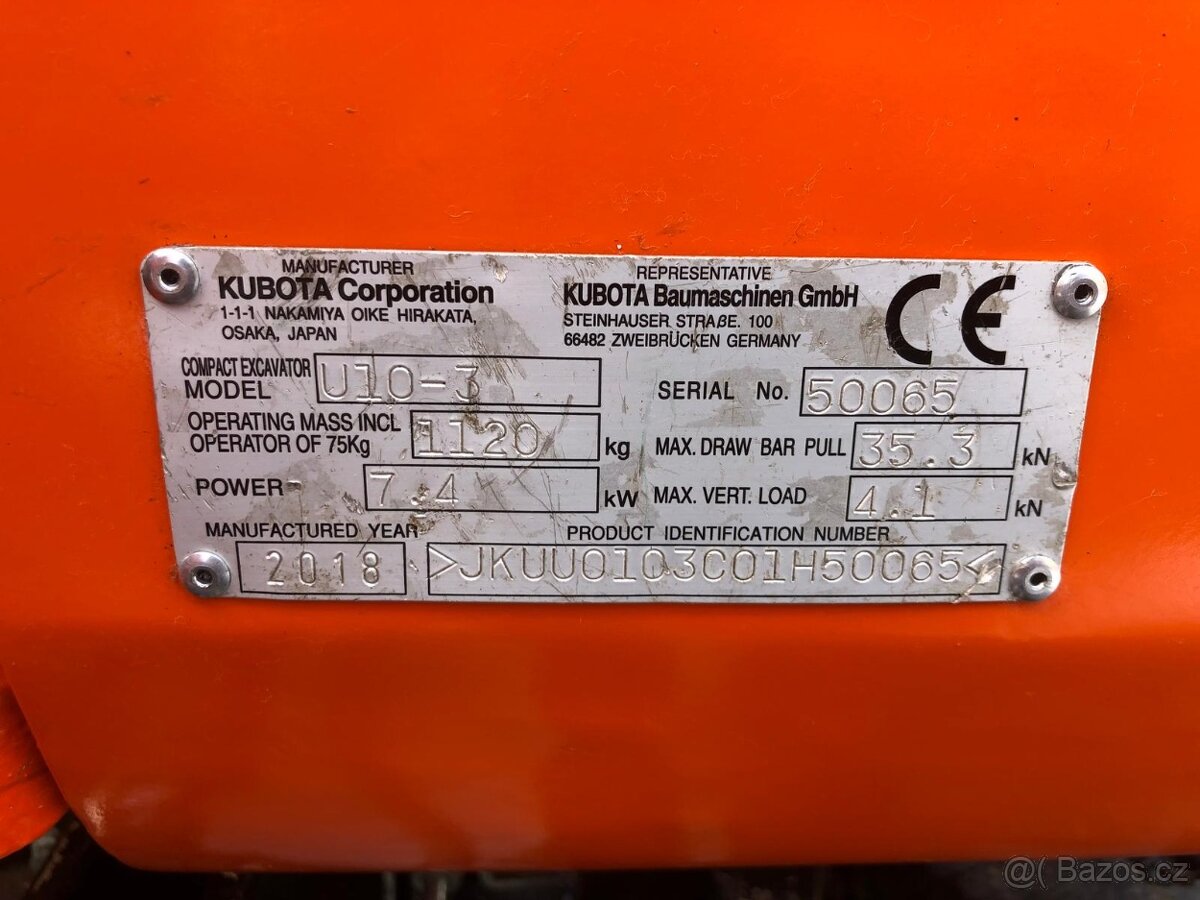 MANUFACTURER
KUBOTA Corporation
1-1-1 NAKAMIYA OIKE HIRAKATA,
OSAKA, JAPAN
REPRESENTATIVE
KUBOTA Baumaschinen GmbH
STEINHAUSER STRAßE. 100
66482 ZWEIBRÜCKEN GERMANY
CE
COMPACT EXCAVATOR
MODEL U10-3
SERIAL No. 50065
OPERATING MASS INCL
OPERATOR OF 75Kg 1120 kg
MAX. DRAW BAR PULL 35.3 kN
POWER 7.4 kW
MAX. VERT. LOAD 4.1 kN
MANUFACTURED YEAR
2018
PRODUCT IDENTIFICATION NUMBER
>JKUU0103C01H50065<
@( Bazos.cz